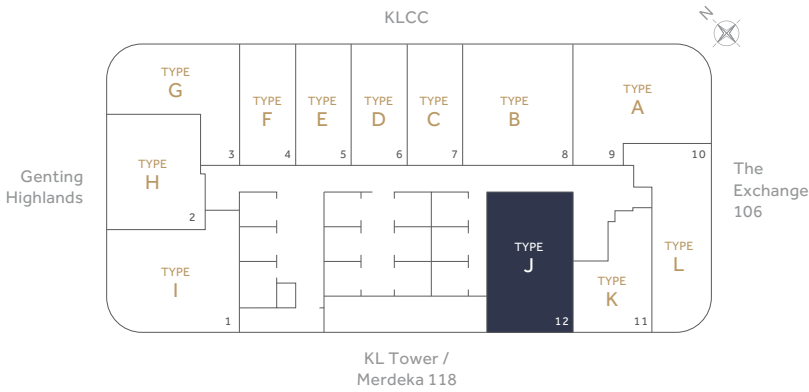 KLCC
N
TYPE
G
3
TYPE
F
4
TYPE
E
5
TYPE
D
6
TYPE
C
7
TYPE
B
8
TYPE
A
9
10
Genting
Highlands
TYPE
H
2
The
Exchange
106
TYPE
I
1
TYPE
J
12
TYPE
K
11
TYPE
L
KL Tower /
Merdeka 118